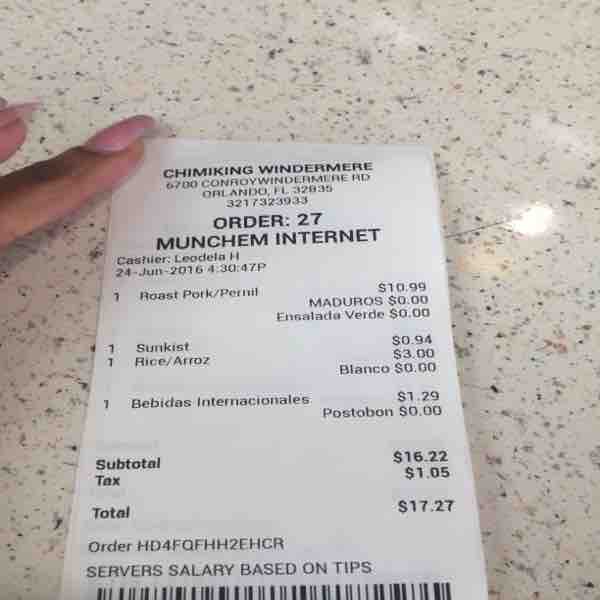 CHIMIKING WINDERMERE
6700 CONROYWINDERMERE RD
ORLANDO, FL 32835
3217323933
ORDER: 27
MUNCHEM INTERNET
Cashier: Leodela H
24-Jun-2016 4:30:47P
1 Roast Pork/Pernil $10.99
MADUROS $0.00
Ensalada Verde $0.00
1 Sunkist $0.94
1 Rice/Arroz $3.00
Blanco $0.00
1 Bebidas Internacionales $1.29
Postobon $0.00
Subtotal $16.22
Tax $1.05
Total $17.27
Order HD4FQFHH2EHCR
SERVERS SALARY BASED ON TIPS